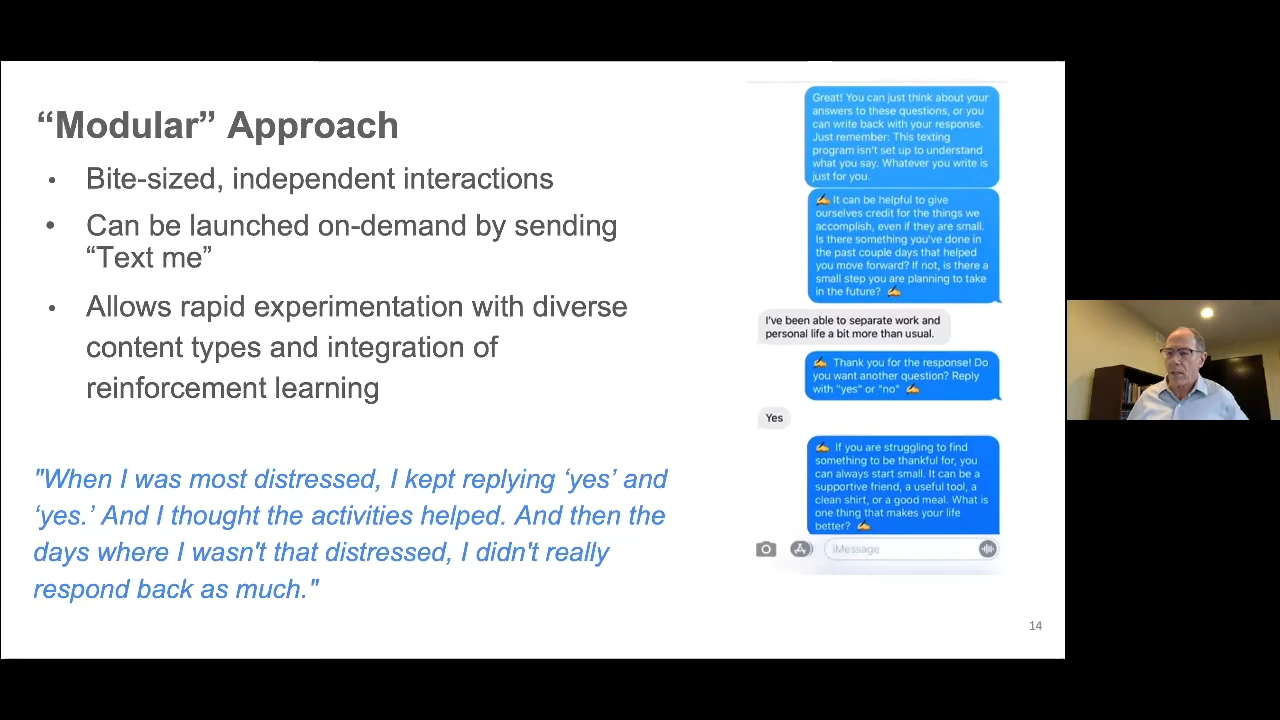 “Modular” Approach
• Bite-sized, independent interactions
• Can be launched on-demand by sending
“Text me”
• Allows rapid experimentation with diverse
content types and integration of
reinforcement learning
"When I was most distressed, I kept replying ‘yes’ and
‘yes.’ And I thought the activities helped. And then the
days where I wasn't that distressed, I didn't really
respond back as much."
Great! You can just think about your
answers to these questions, or you
can write back with your response.
Just remember: This texting
program isn't set up to understand
what you say. Whatever you write is
just for you.
✍️ It can be helpful to give
ourselves credit for the things we
accomplish, even if they are small.
Is there something you've done in
the past couple days that helped
you move forward? If not, is there a
small step you are planning to take
in the future? ✍️
I've been able to separate work and
personal life a bit more than usual.
✍️ Thank you for the response! Do
you want another question? Reply
with "yes" or "no" ✍️
Yes
✍️ If you are struggling to find
something to be thankful for, you
can always start small. It can be a
supportive friend, a useful tool, a
clean shirt, or a good meal. What is
one thing that makes your life
better? ✍️
iMessage
14